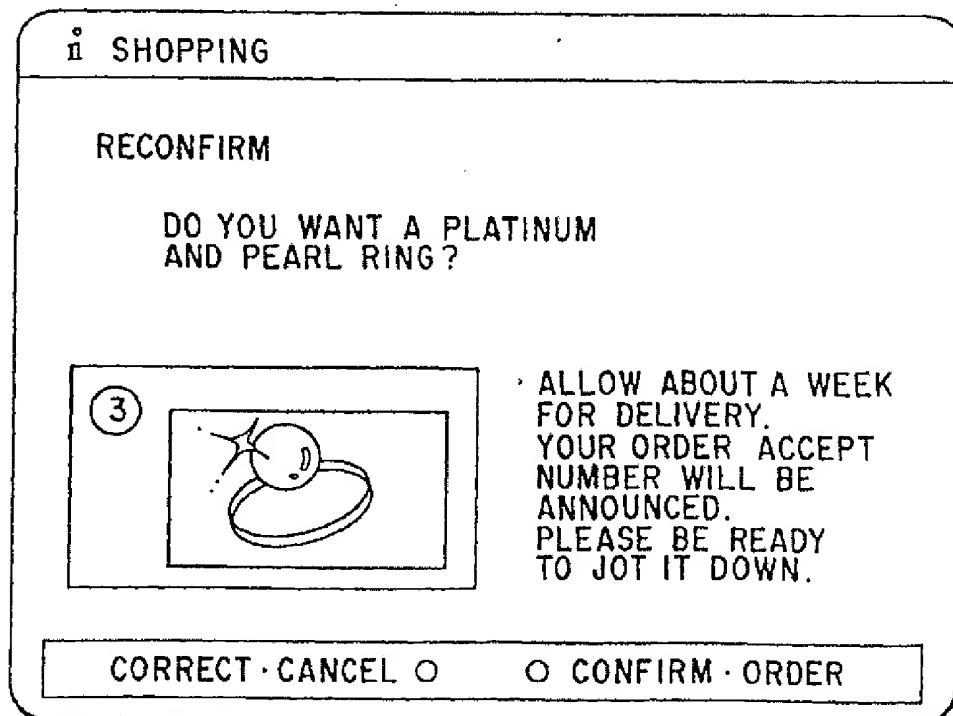 n̊ SHOPPING
RECONFIRM
DO YOU WANT A PLATINUM
AND PEARL RING?
3
ALLOW ABOUT A WEEK
FOR DELIVERY.
YOUR ORDER ACCEPT
NUMBER WILL BE
ANNOUNCED.
PLEASE BE READY
TO JOT IT DOWN.
CORRECT · CANCEL ○ ○ CONFIRM · ORDER